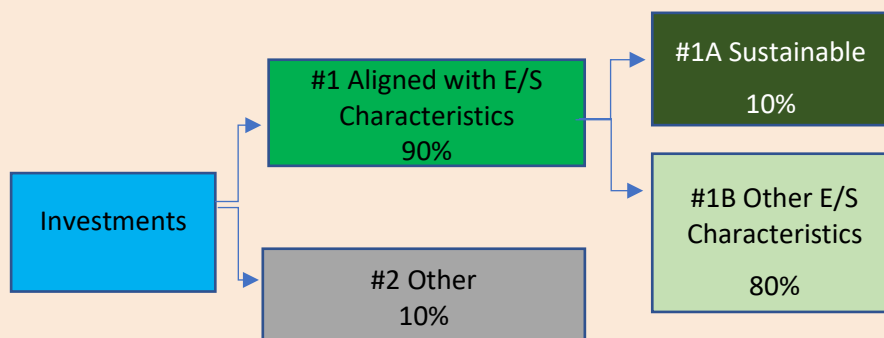 Investments
#1 Aligned with E/S
Characteristics
90%
#2 Other
10%
#1A Sustainable
10%
#1B Other E/S
Characteristics
80%